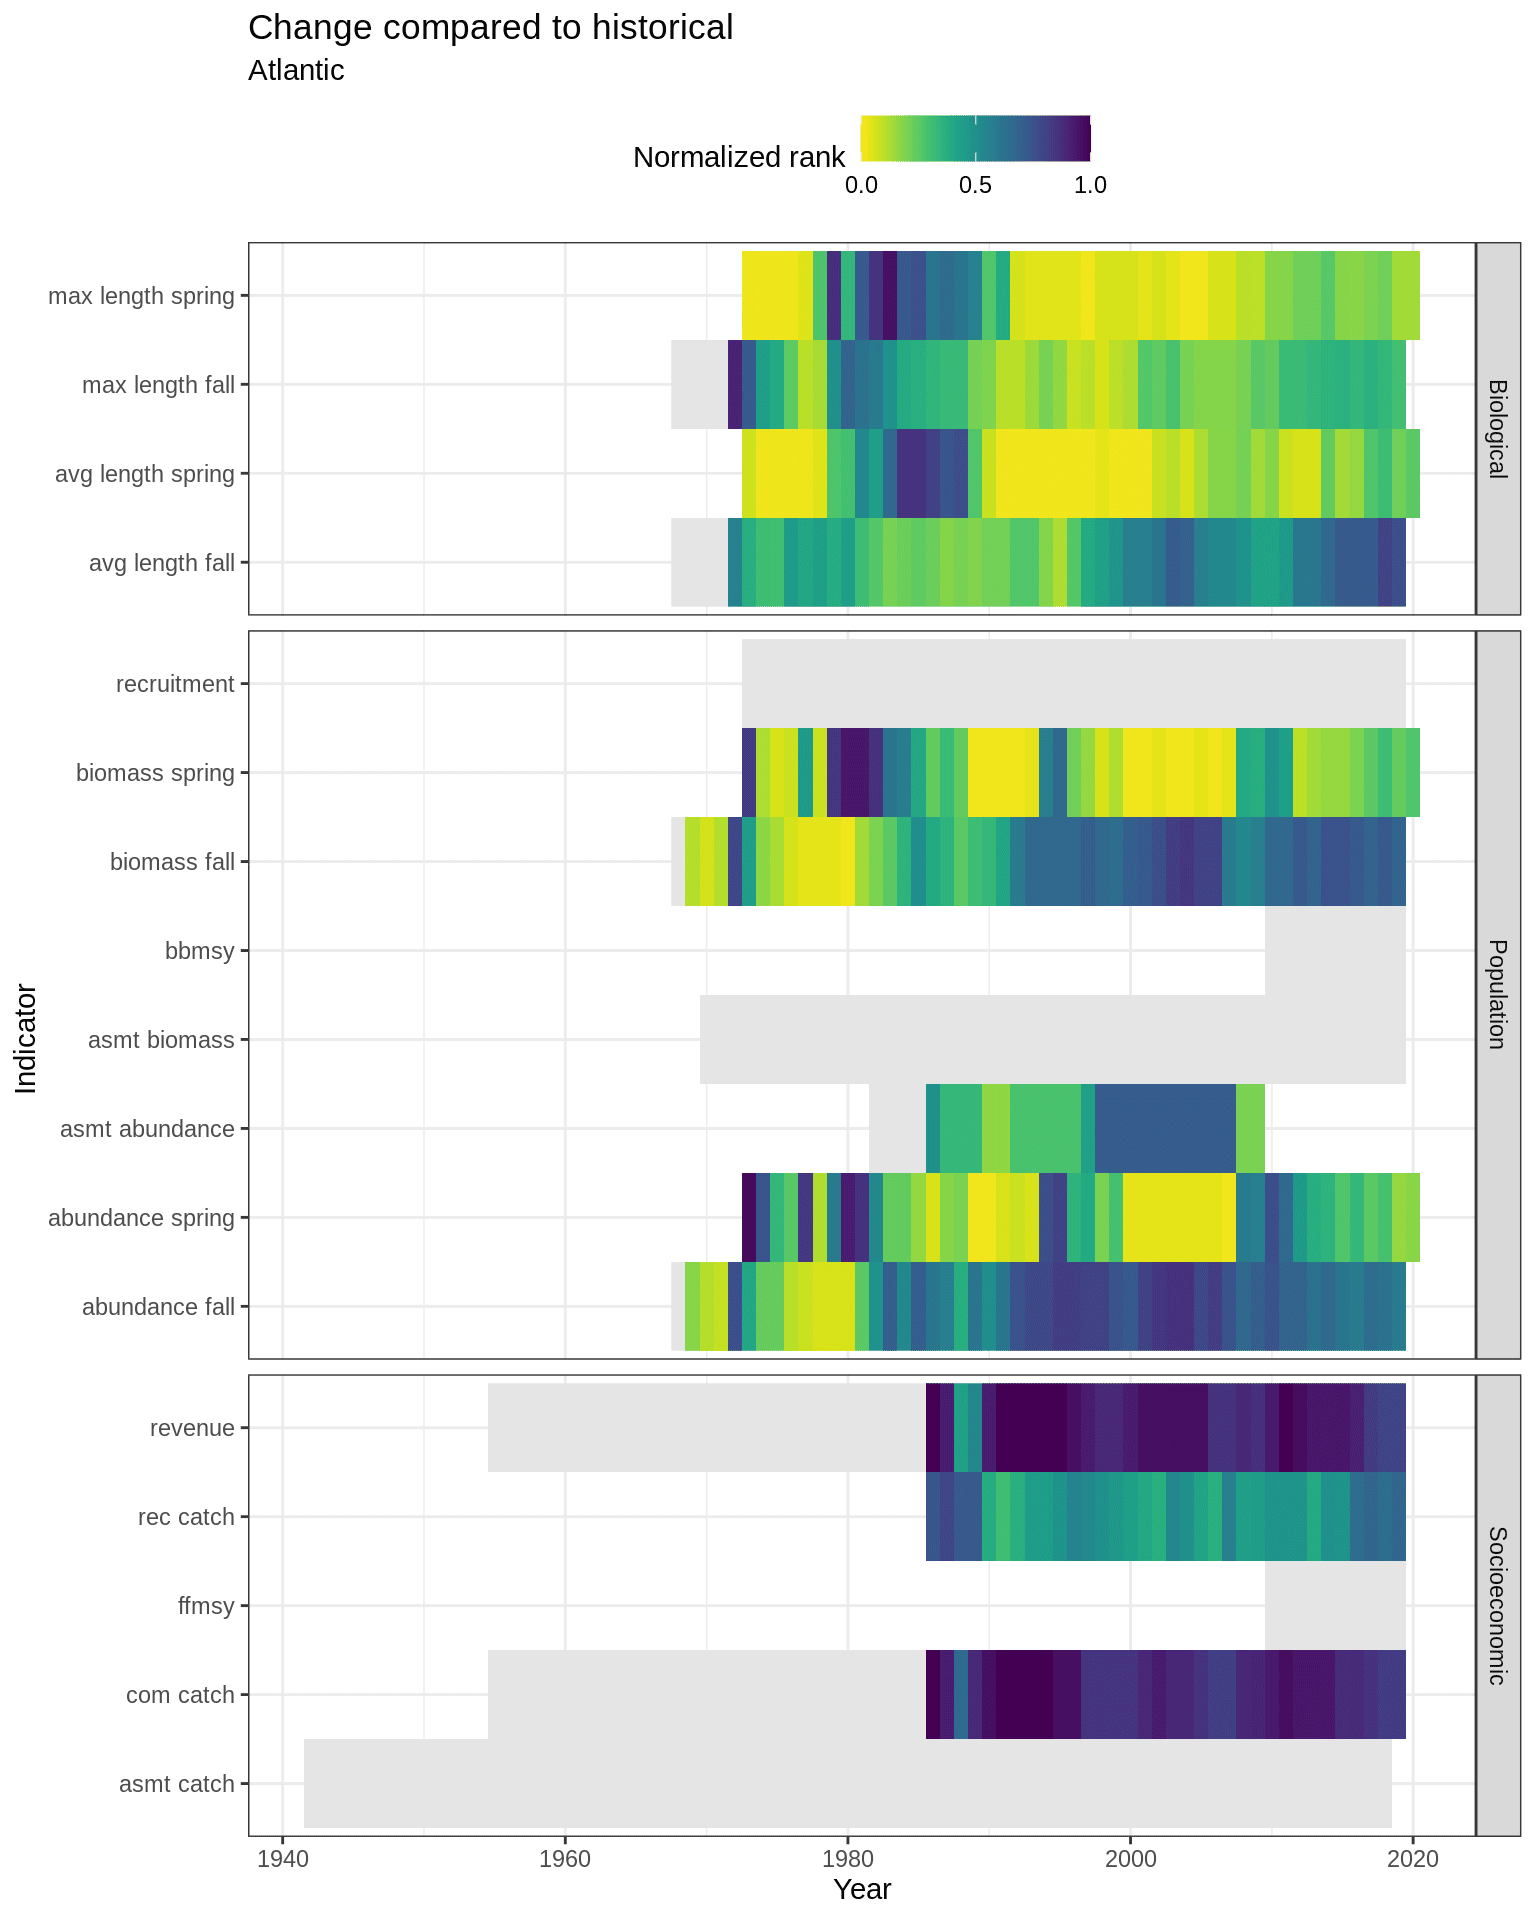 Change compared to historical
Atlantic
Normalized rank
0.0 0.5 1.0
max length spring
max length fall
avg length spring
avg length fall
Biological
recruitment
biomass spring
biomass fall
bbmsy
asmt biomass
asmt abundance
abundance spring
abundance fall
Population
Indicator
revenue
rec catch
ffmsy
com catch
asmt catch
Socioeconomic
1940 1960 1980 2000 2020
Year